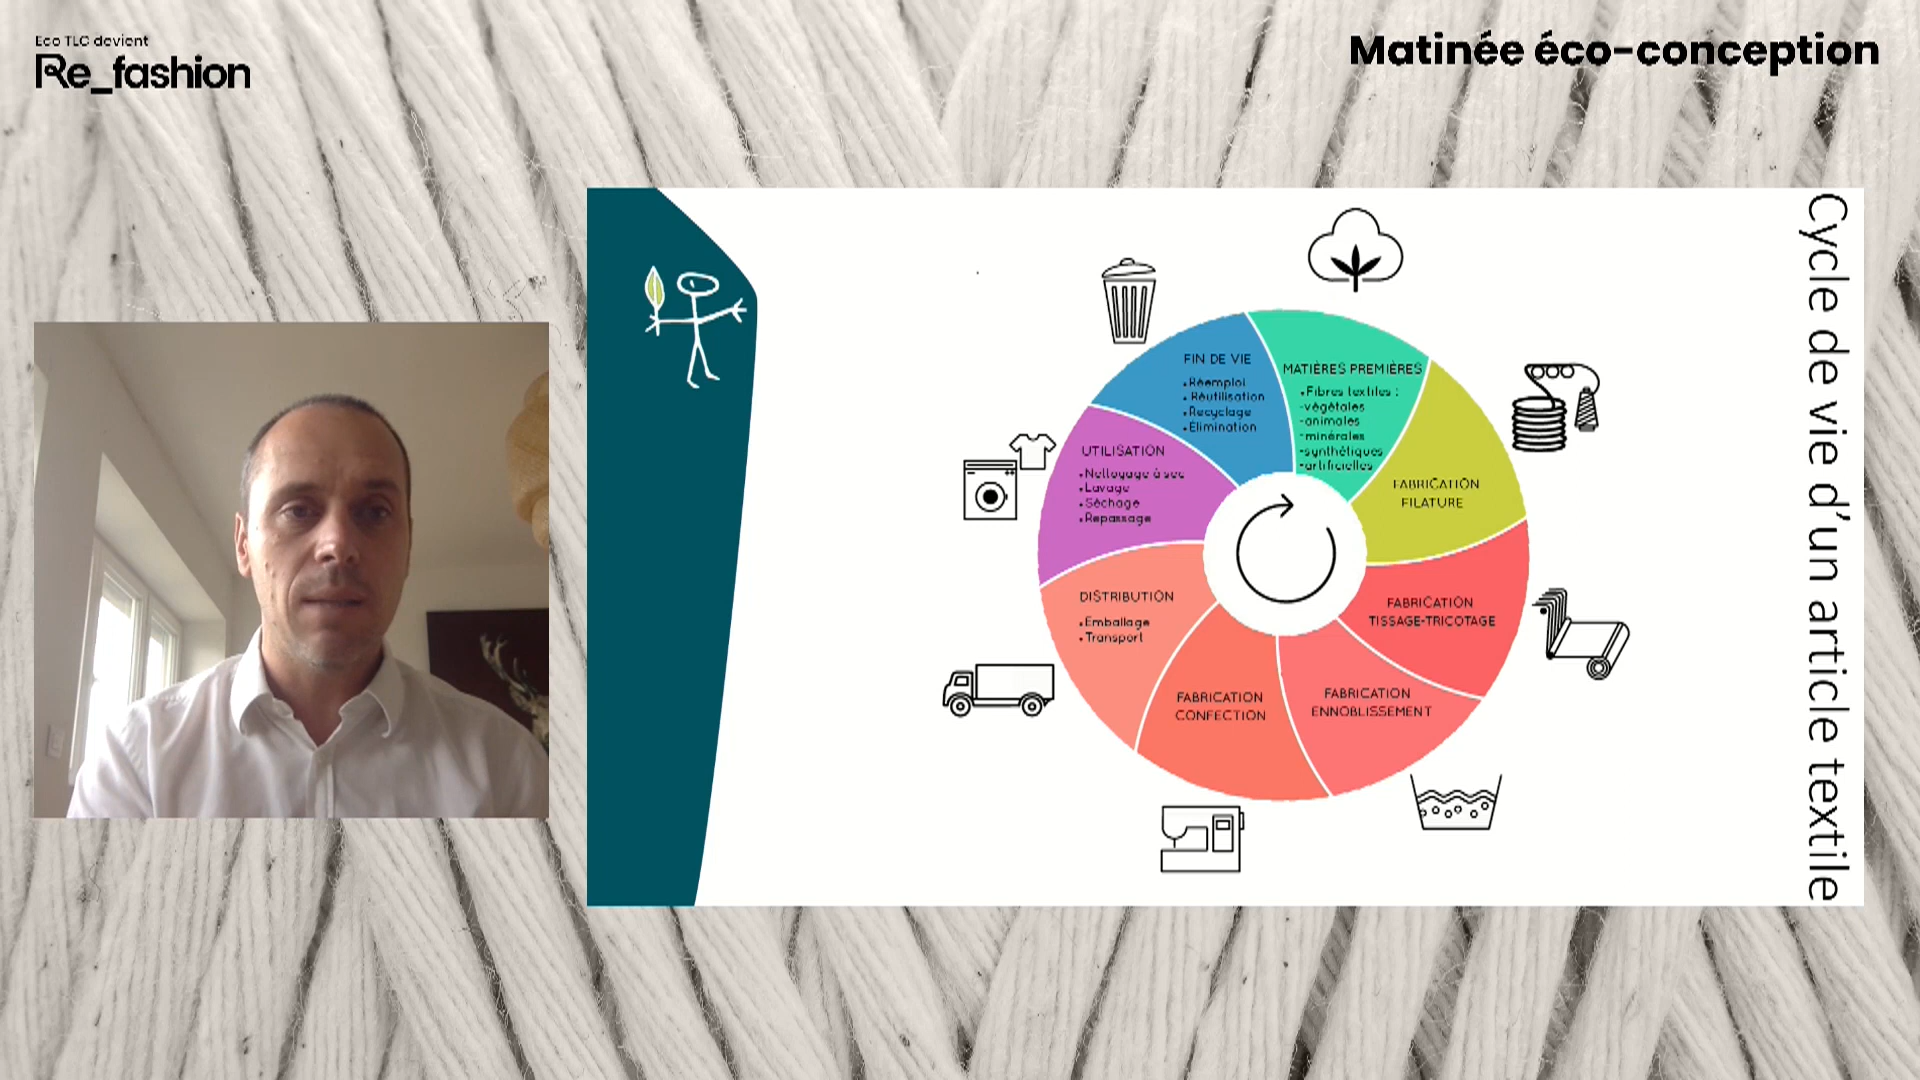 Eco TLC devient
Re_fashion
Matinée éco-conception
Cycle de vie d'un article textile
MATIÈRES PREMIÈRES
•Fibres textiles :
-végétales
-animales
-minérales
-synthétiques
-artificielles
FABRICATION
FILATURE
FABRICATION
TISSAGE-TRICOTAGE
FABRICATION
ENNOBLISSEMENT
FABRICATION
CONFECTION
DISTRIBUTION
•Emballage
•Transport
UTILISATION
•Nettoyage à sec
•Lavage
•Séchage
•Repassage
FIN DE VIE
•Réemploi
• Réutilisation
•Recyclage
•Élimination